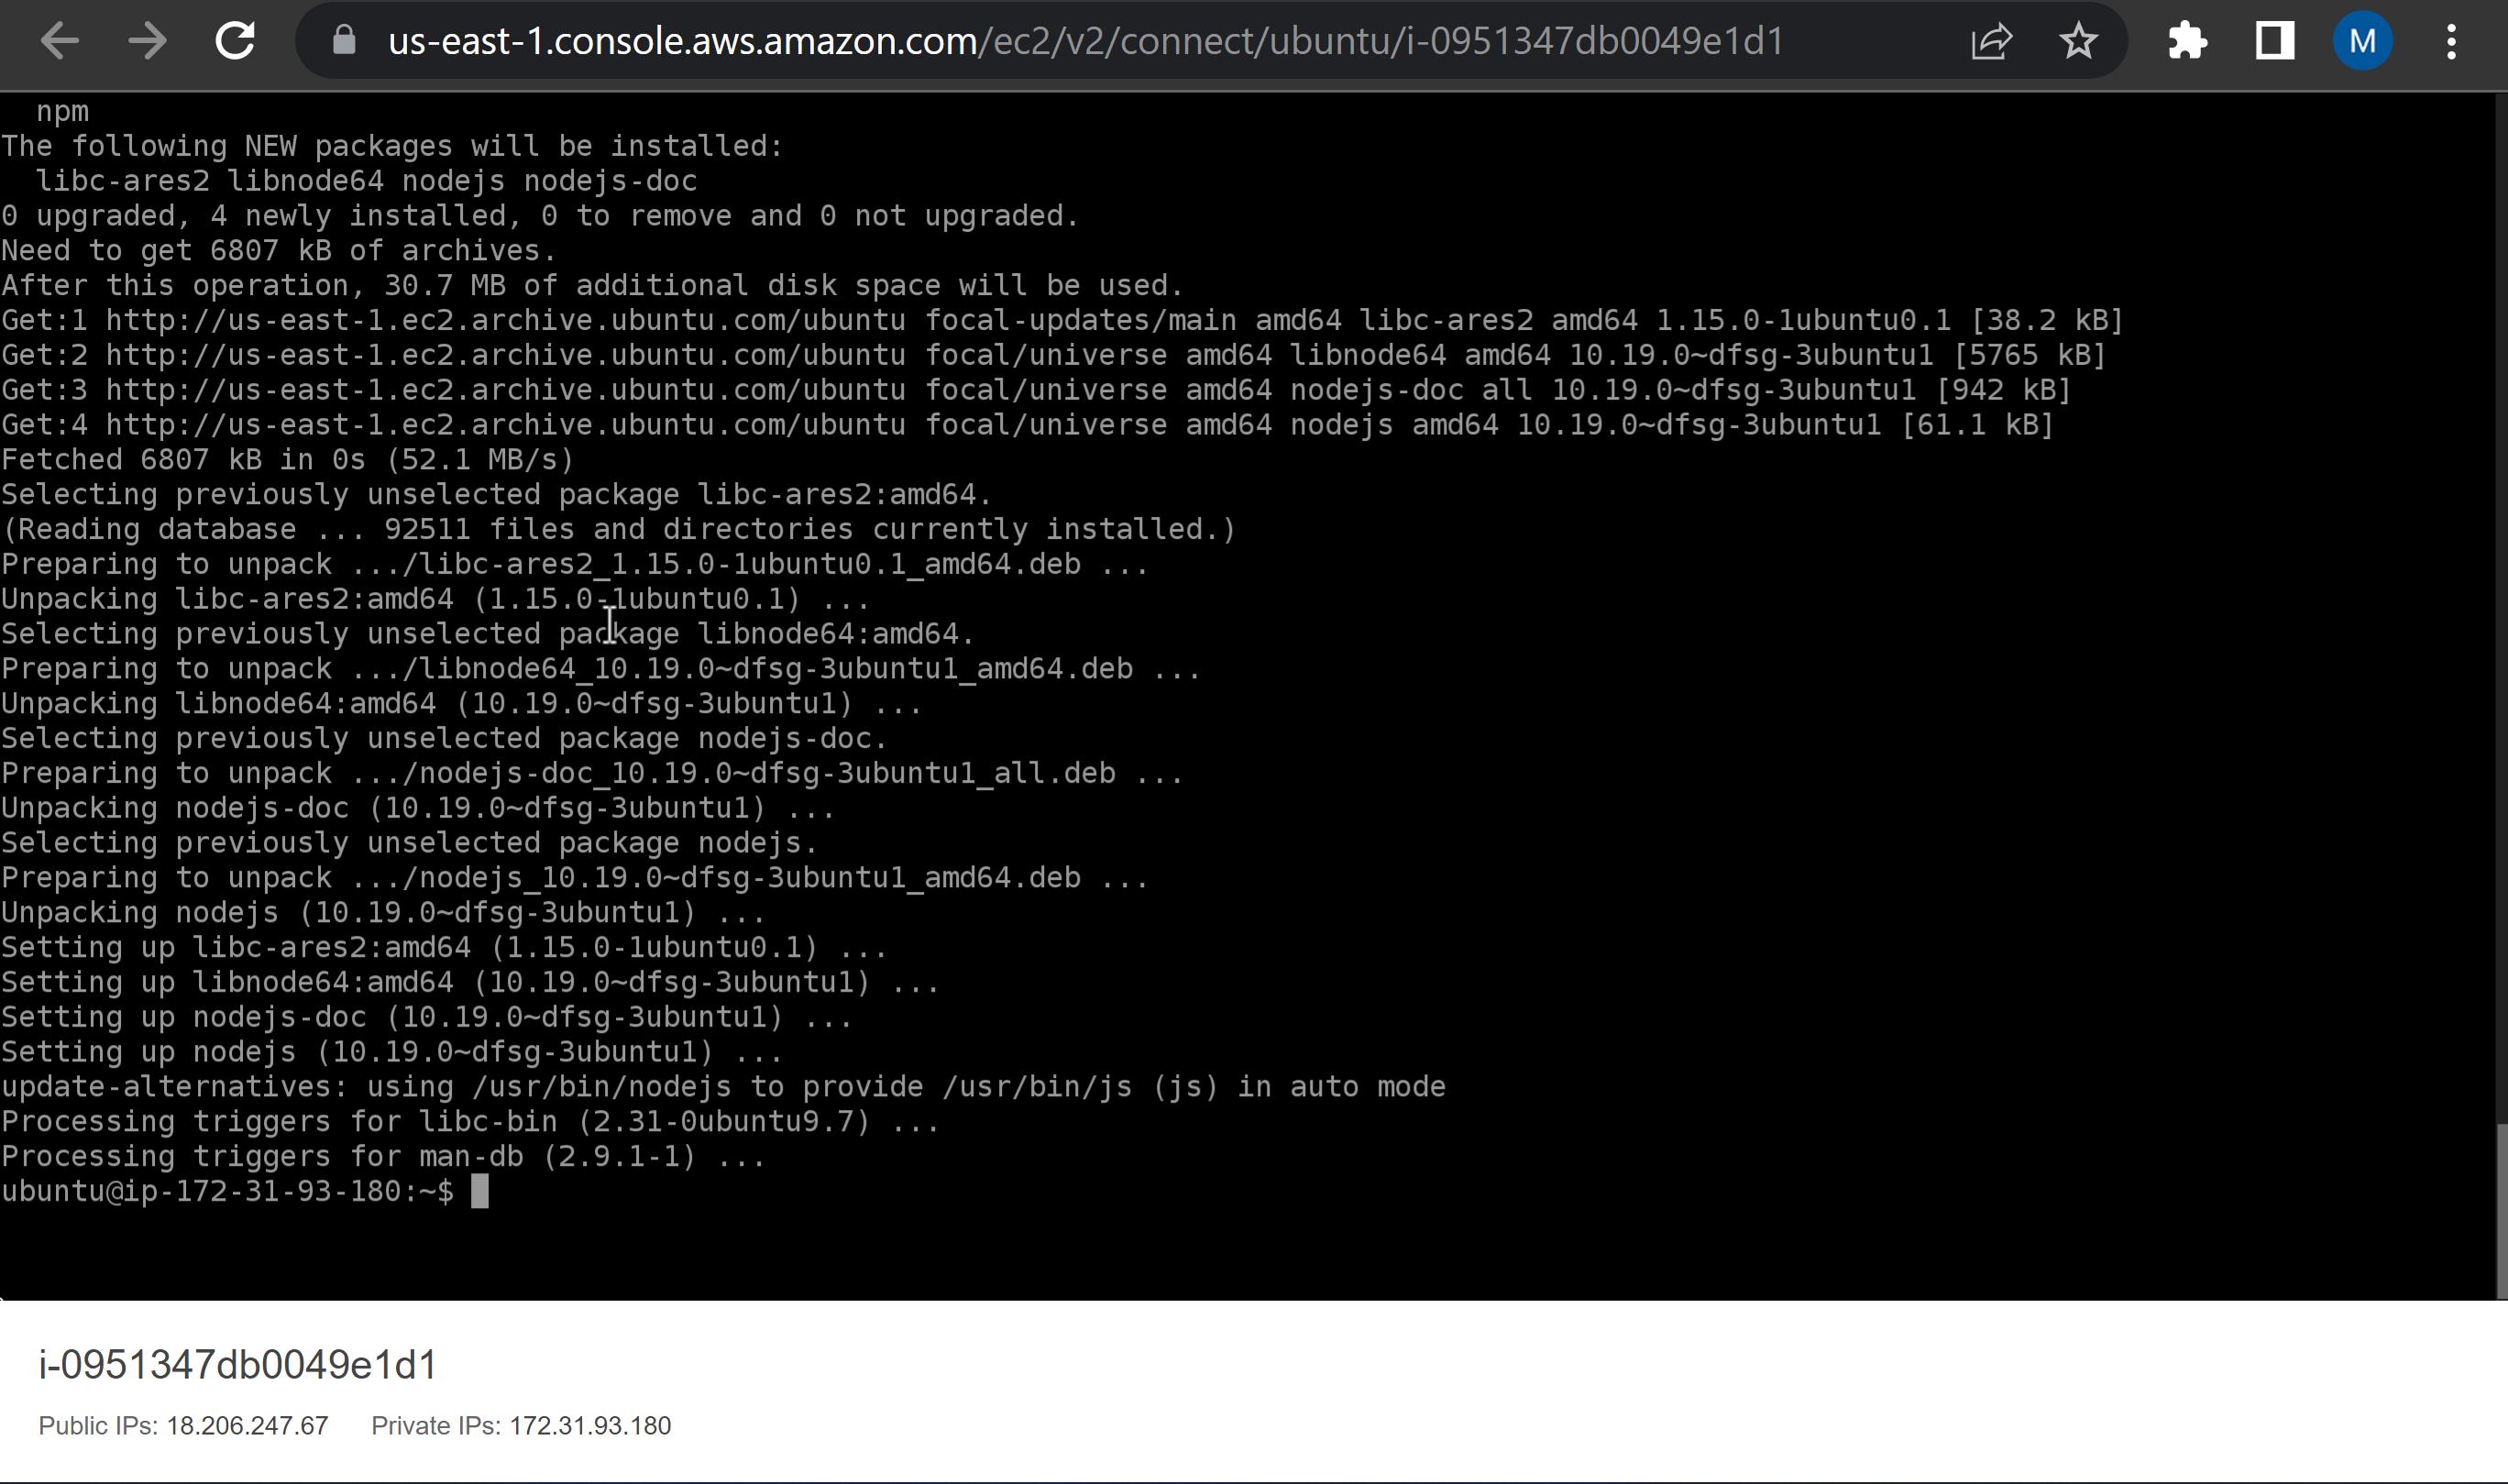 us-east-1.console.aws.amazon.com/ec2/v2/connect/ubuntu/i-0951347db0049e1d1
M
npm
The following NEW packages will be installed:
libc-ares2 libnode64 nodejs nodejs-doc
0 upgraded, 4 newly installed, 0 to remove and 0 not upgraded.
Need to get 6807 kB of archives.
After this operation, 30.7 MB of additional disk space will be used.
Get:1 http://us-east-1.ec2.archive.ubuntu.com/ubuntu focal-updates/main amd64 libc-ares2 amd64 1.15.0-1ubuntu0.1 [38.2 kB]
Get:2 http://us-east-1.ec2.archive.ubuntu.com/ubuntu focal/universe amd64 libnode64 amd64 10.19.0~dfsg-3ubuntu1 [5765 kB]
Get:3 http://us-east-1.ec2.archive.ubuntu.com/ubuntu focal/universe amd64 nodejs-doc all 10.19.0~dfsg-3ubuntu1 [942 kB]
Get:4 http://us-east-1.ec2.archive.ubuntu.com/ubuntu focal/universe amd64 nodejs amd64 10.19.0~dfsg-3ubuntu1 [61.1 kB]
Fetched 6807 kB in 0s (52.1 MB/s)
Selecting previously unselected package libc-ares2:amd64.
(Reading database ... 92511 files and directories currently installed.)
Preparing to unpack .../libc-ares2_1.15.0-1ubuntu0.1_amd64.deb ...
Unpacking libc-ares2:amd64 (1.15.0-1ubuntu0.1) ...
Selecting previously unselected package libnode64:amd64.
Preparing to unpack .../libnode64_10.19.0~dfsg-3ubuntu1_amd64.deb ...
Unpacking libnode64:amd64 (10.19.0~dfsg-3ubuntu1) ...
Selecting previously unselected package nodejs-doc.
Preparing to unpack .../nodejs-doc_10.19.0~dfsg-3ubuntu1_all.deb ...
Unpacking nodejs-doc (10.19.0~dfsg-3ubuntu1) ...
Selecting previously unselected package nodejs.
Preparing to unpack .../nodejs_10.19.0~dfsg-3ubuntu1_amd64.deb ...
Unpacking nodejs (10.19.0~dfsg-3ubuntu1) ...
Setting up libc-ares2:amd64 (1.15.0-1ubuntu0.1) ...
Setting up libnode64:amd64 (10.19.0~dfsg-3ubuntu1) ...
Setting up nodejs-doc (10.19.0~dfsg-3ubuntu1) ...
Setting up nodejs (10.19.0~dfsg-3ubuntu1) ...
update-alternatives: using /usr/bin/nodejs to provide /usr/bin/js (js) in auto mode
Processing triggers for libc-bin (2.31-0ubuntu9.7) ...
Processing triggers for man-db (2.9.1-1) ...
ubuntu@ip-172-31-93-180:~$
i-0951347db0049e1d1
Public IPs: 18.206.247.67 Private IPs: 172.31.93.180